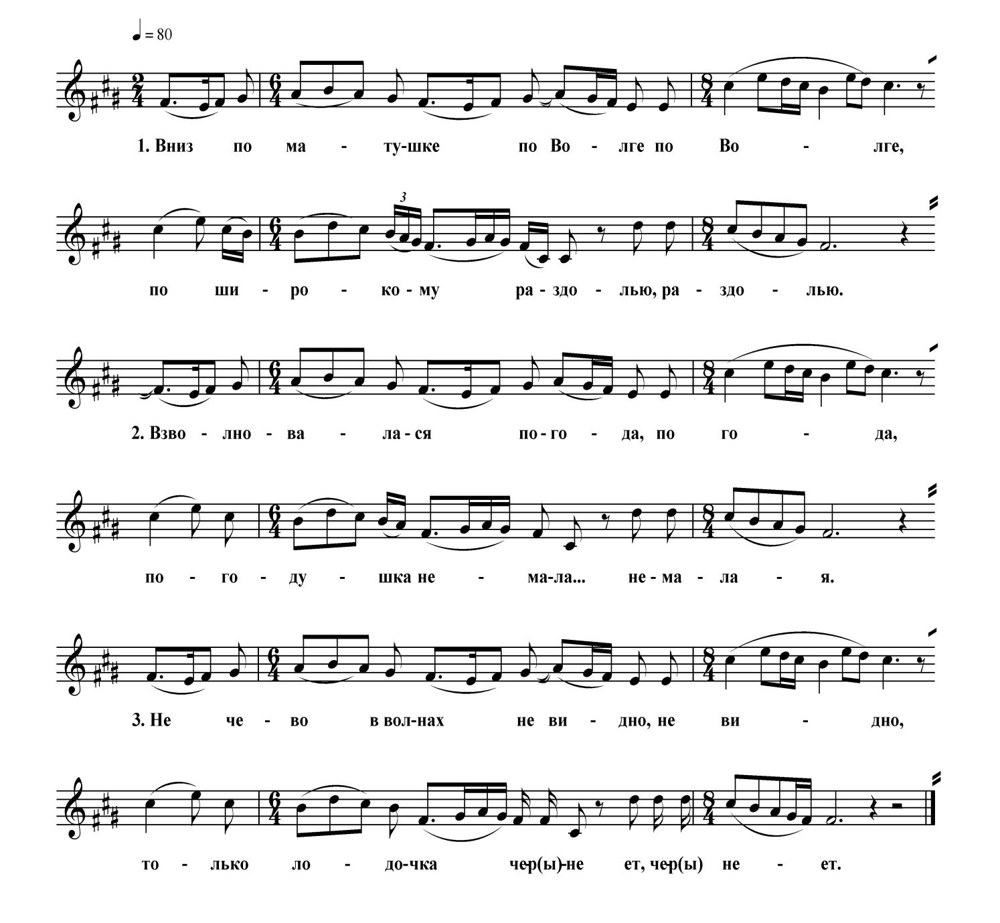 = 80
2 4 6 4 8 4
1. Вниз по ма - ту-шке по Во - лге по Во - лге,
3
6 4 8 4
по ши - ро - ко - му ра - здо - лью, ра - здо - лью.
6 4 8 4
2. Взво - лно - ва - ла - ся по - го - да, по го - да,
6 4 8 4
по - го - ду - шка не - ма-ла... не - ма - ла - я.
6 4 8 4
3. Не че - во в вол-нах не ви - дно, не ви - дно,
6 4 8 4
то - лько ло - до-чка че-р(ы)-не ет, че-р(ы) не - ет.